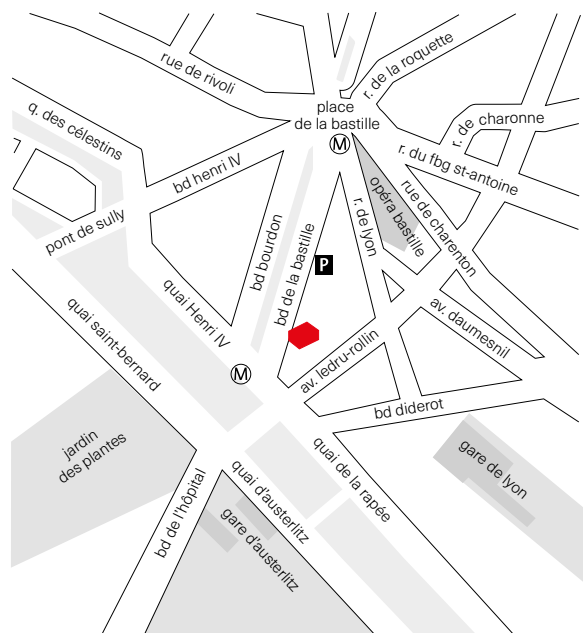 rue de rivoli
r. de la roquette
place
de la bastille
q. des célestins
r. de charonne
M
r. du fbg st-antoine
bd henri IV
opéra bastille
rue de charenton
pont de sully
r. de lyon
bd bourdon
bd de la bastille
P
quai Henri IV
quai saint-bernard
av. daumesnil
av. ledru-rollin
M
bd diderot
jardin
des plantes
quai de la rapée
gare de lyon
bd de l'hôpital
quai d'austerlitz
gare d'austerlitz